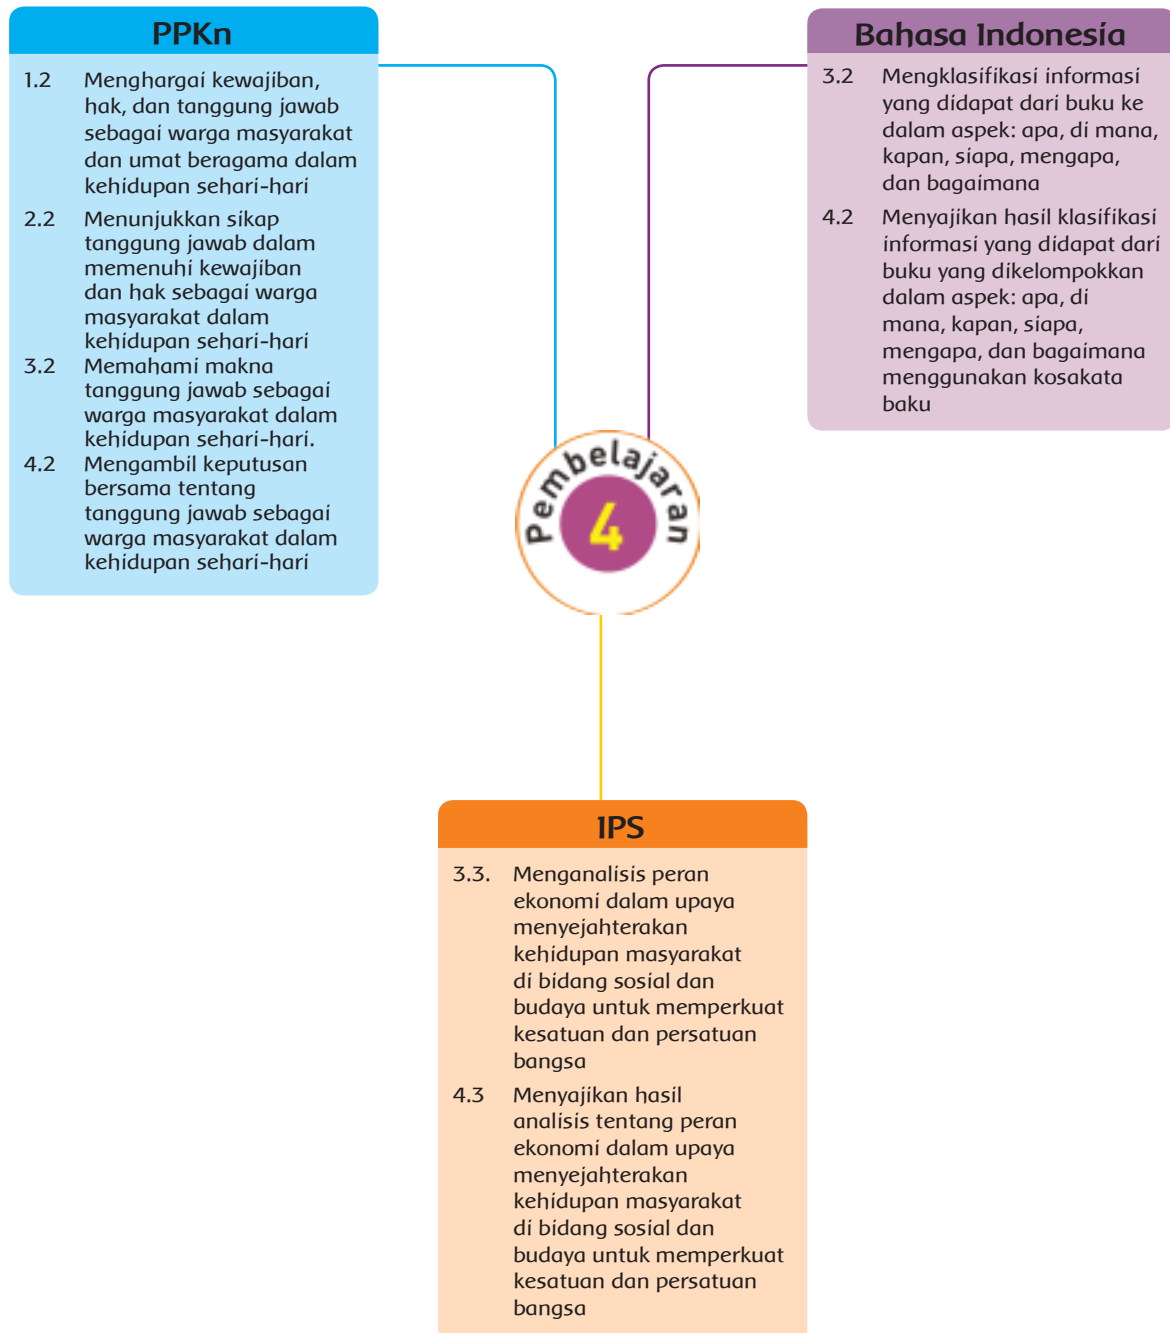 PPKn
1.2 Menghargai kewajiban,
hak, dan tanggung jawab
sebagai warga masyarakat
dan umat beragama dalam
kehidupan sehari-hari
2.2 Menunjukkan sikap
tanggung jawab dalam
memenuhi kewajiban
dan hak sebagai warga
masyarakat dalam
kehidupan sehari-hari
3.2 Memahami makna
tanggung jawab sebagai
warga masyarakat dalam
kehidupan sehari-hari.
4.2 Mengambil keputusan
bersama tentang
tanggung jawab sebagai
warga masyarakat dalam
kehidupan sehari-hari
Bahasa Indonesia
3.2 Mengklasifikasi informasi
yang didapat dari buku ke
dalam aspek: apa, di mana,
kapan, siapa, mengapa,
dan bagaimana
4.2 Menyajikan hasil klasifikasi
informasi yang didapat dari
buku yang dikelompokkan
dalam aspek: apa, di
mana, kapan, siapa,
mengapa, dan bagaimana
menggunakan kosakata
baku
Pembelajaran
4
IPS
3.3. Menganalisis peran
ekonomi dalam upaya
menyejahterakan
kehidupan masyarakat
di bidang sosial dan
budaya untuk memperkuat
kesatuan dan persatuan
bangsa
4.3 Menyajikan hasil
analisis tentang peran
ekonomi dalam upaya
menyejahterakan
kehidupan masyarakat
di bidang sosial dan
budaya untuk memperkuat
kesatuan dan persatuan
bangsa